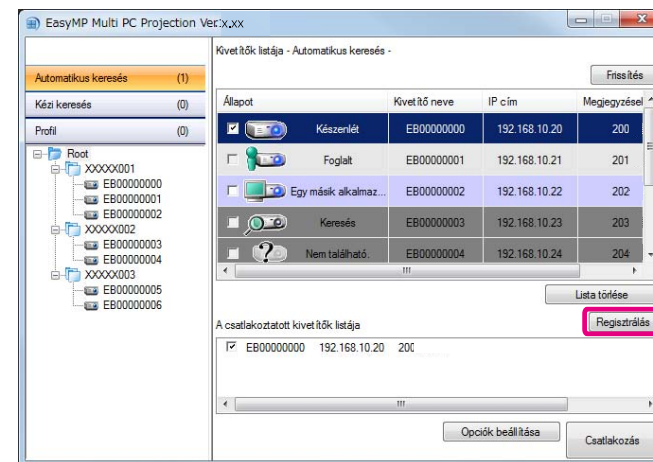 EasyMP Multi PC Projection Ver.x.xx
Kivetítők listája - Automatikus keresés -
Automatikus keresés (1)
Frissítés
Kézi keresés (0)
Profil (0)
Állapot Kivetítő neve IP cím Megjegyzések
Készenlét EB00000000 192.168.10.20 200
Foglalt EB00000001 192.168.10.21 201
Egy másik alkalmaz... EB00000002 192.168.10.22 202
Keresés EB00000003 192.168.10.23 203
Nem található. EB00000004 192.168.10.24 204
Root
XXXXX001
EB00000000
EB00000001
EB00000002
XXXXX002
EB00000003
EB00000004
XXXXX003
EB00000005
EB00000006
Lista törlése
Regisztrálás
A csatlakoztatott kivetítők listája
EB00000000 192.168.10.20 200
Opciók beállítása
Csatlakozás